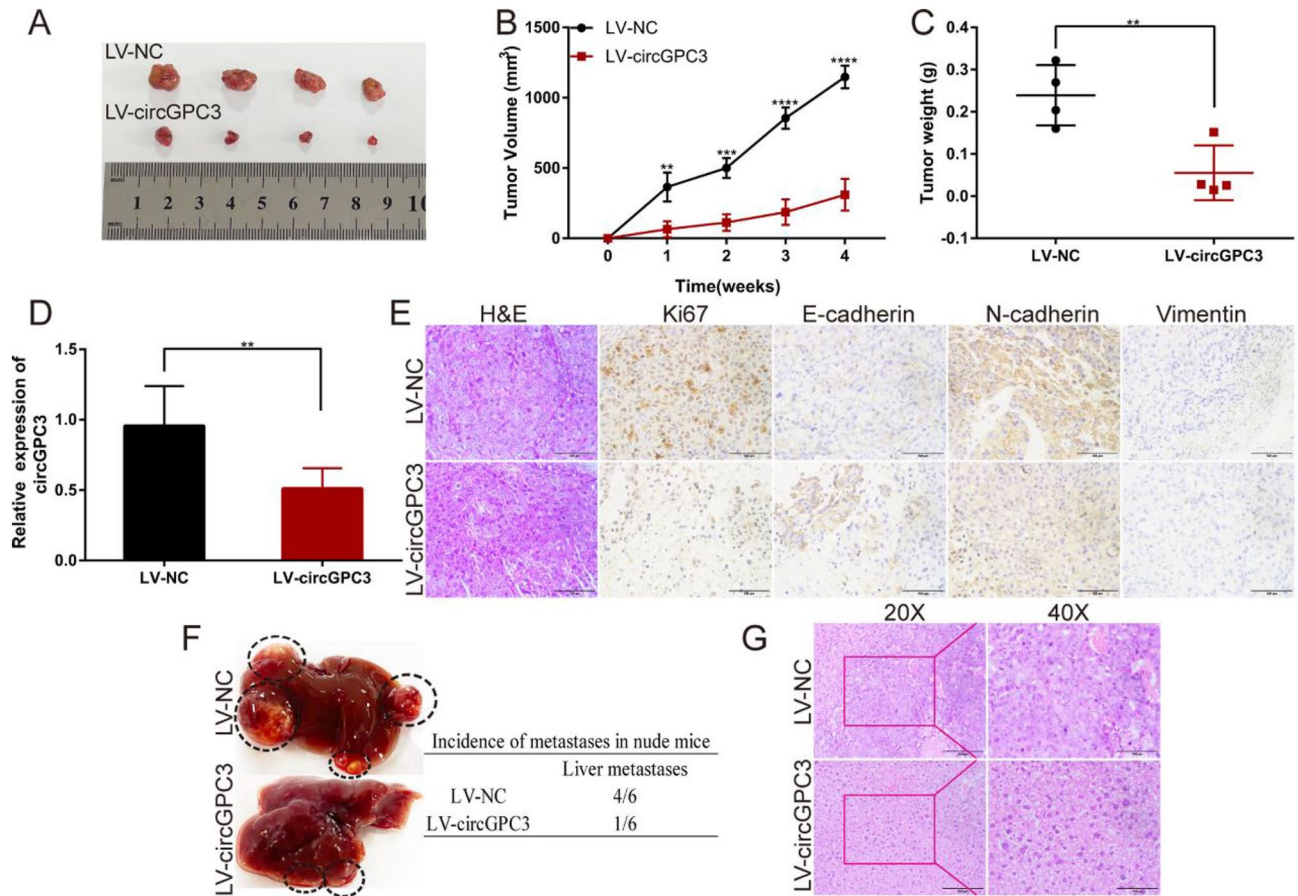 A
LV-NC
LV-circGPC3
1 2 3 4 5 6 7 8 9 10
B
LV-NC
LV-circGPC3
Tumor Volume (mm³)
1500
1000
500
0
**
***
****
****
0 1 2 3 4
Time(weeks)
C
**
Tumor weight (g)
0.4
0.3
0.2
0.1
0.0
-0.1
LV-NC LV-circGPC3
D
**
Relative expression of
circGPC3
1.5
1.0
0.5
0.0
LV-NC LV-circGPC3
E
H&E Ki67 E-cadherin N-cadherin Vimentin
LV-NC
LV-circGPC3
F
LV-NC
LV-circGPC3
Incidence of metastases in nude mice
Liver metastases
LV-NC 4/6
LV-circGPC3 1/6
G
20X 40X
LV-NC
LV-circGPC3